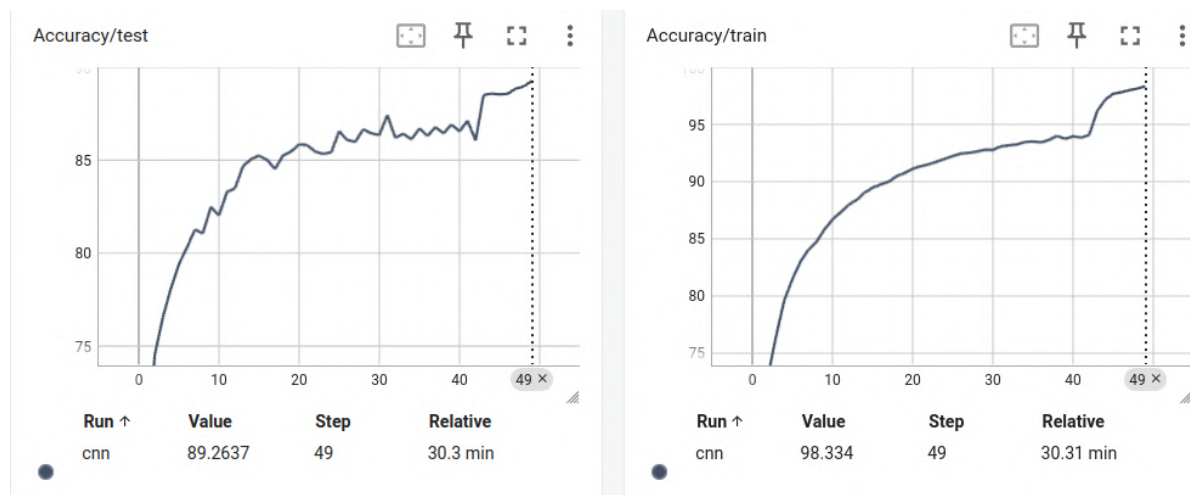 Accuracy/test
90
85
80
75
0 10 20 30 40 49 ×
Run ↑ Value Step Relative
cnn 89.2637 49 30.3 min
Accuracy/train
100
95
90
85
80
75
0 10 20 30 40 49 ×
Run ↑ Value Step Relative
cnn 98.334 49 30.31 min